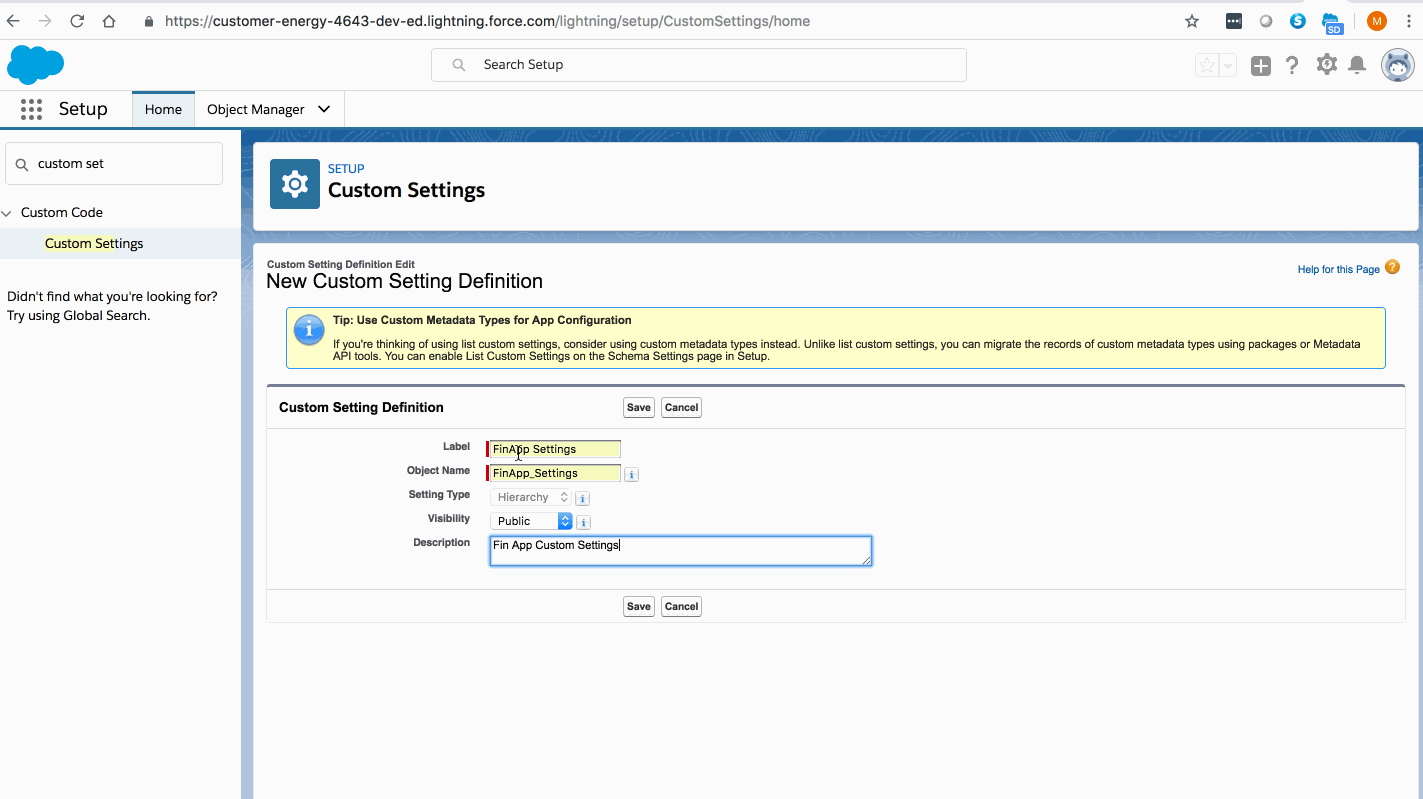 https://customer-energy-4643-dev-ed.lightning.force.com/lightning/setup/CustomSettings/home
S
SD
M
Search Setup
Setup
Home
Object Manager
custom set
Custom Code
Custom Settings
Didn't find what you're looking for?
Try using Global Search.
SETUP
Custom Settings
Custom Setting Definition Edit
New Custom Setting Definition
Help for this Page ?
i
Tip: Use Custom Metadata Types for App Configuration
If you're thinking of using list custom settings, consider using custom metadata types instead. Unlike list custom settings, you can migrate the records of custom metadata types using packages or Metadata
API tools. You can enable List Custom Settings on the Schema Settings page in Setup.
Custom Setting Definition
Save Cancel
Label FinApp Settings
Object Name FinApp_Settings i
Setting Type Hierarchy i
Visibility Public i
Description Fin App Custom Settings
Save Cancel